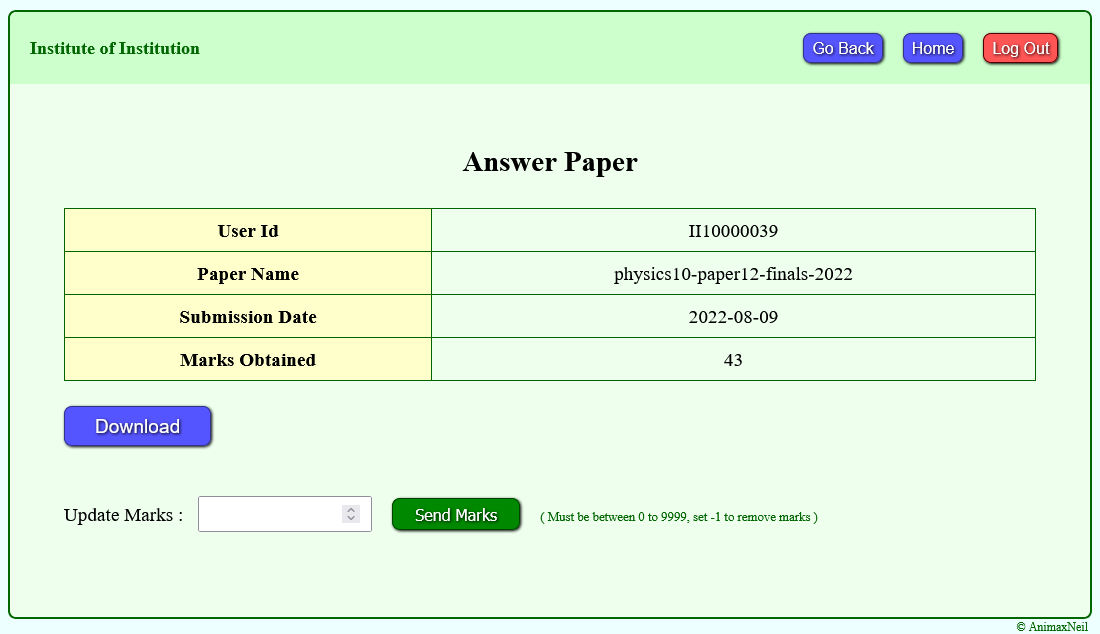 Institute of Institution
Go Back
Home
Log Out
Answer Paper
User Id II10000039
Paper Name physics10-paper12-finals-2022
Submission Date 2022-08-09
Marks Obtained 43
Download
Update Marks : Send Marks ( Must be between 0 to 9999, set -1 to remove marks )
© AnimaxNeil